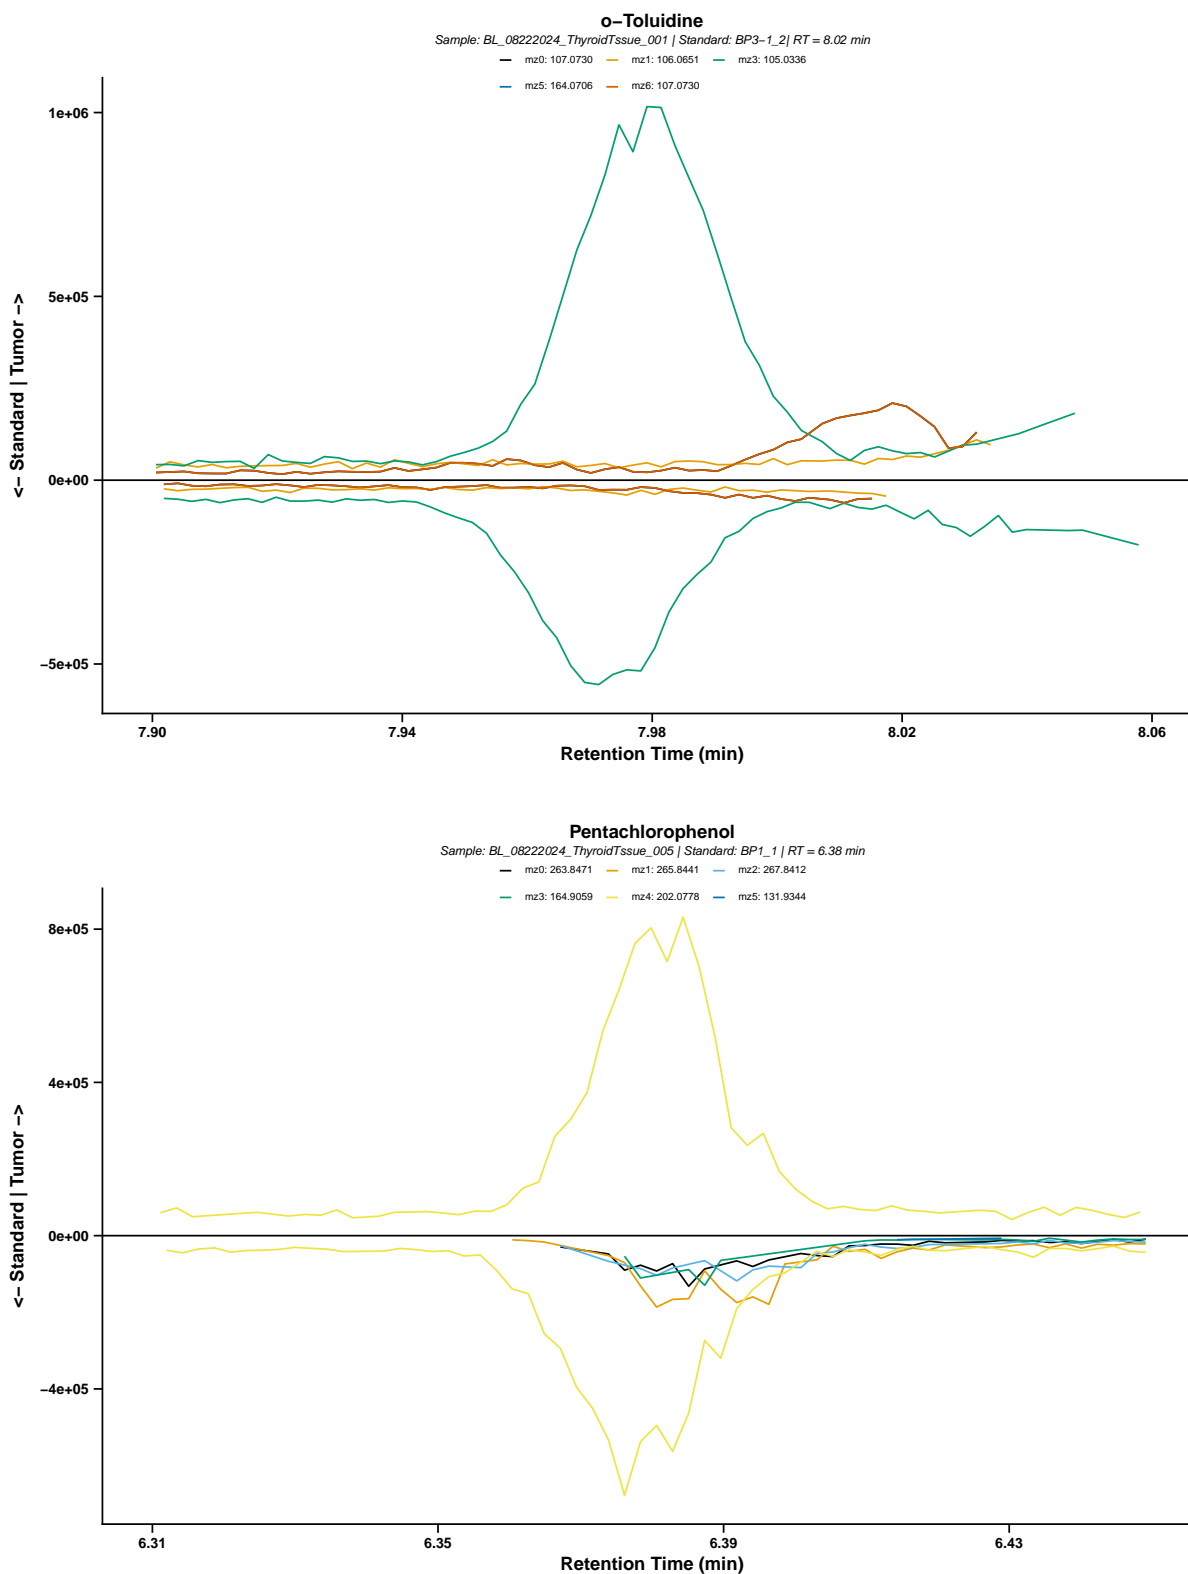 o−Toluidine
Sample: BL_08222024_ThyroidTssue_001 | Standard: BP3−1_2| RT = 8.02 min
mz0: 107.0730 mz1: 106.0651 mz3: 105.0336
mz5: 164.0706 mz6: 107.0730
1e+06
5e+05
0e+00
−5e+05
<− Standard | Tumor −>
7.90 7.94 7.98 8.02 8.06
Retention Time (min)
Pentachlorophenol
Sample: BL_08222024_ThyroidTssue_005 | Standard: BP1_1 | RT = 6.38 min
mz0: 263.8471 mz1: 265.8441 mz2: 267.8412
mz3: 164.9059 mz4: 202.0778 mz5: 131.9344
8e+05
4e+05
0e+00
−4e+05
<− Standard | Tumor −>
6.31 6.35 6.39 6.43
Retention Time (min)